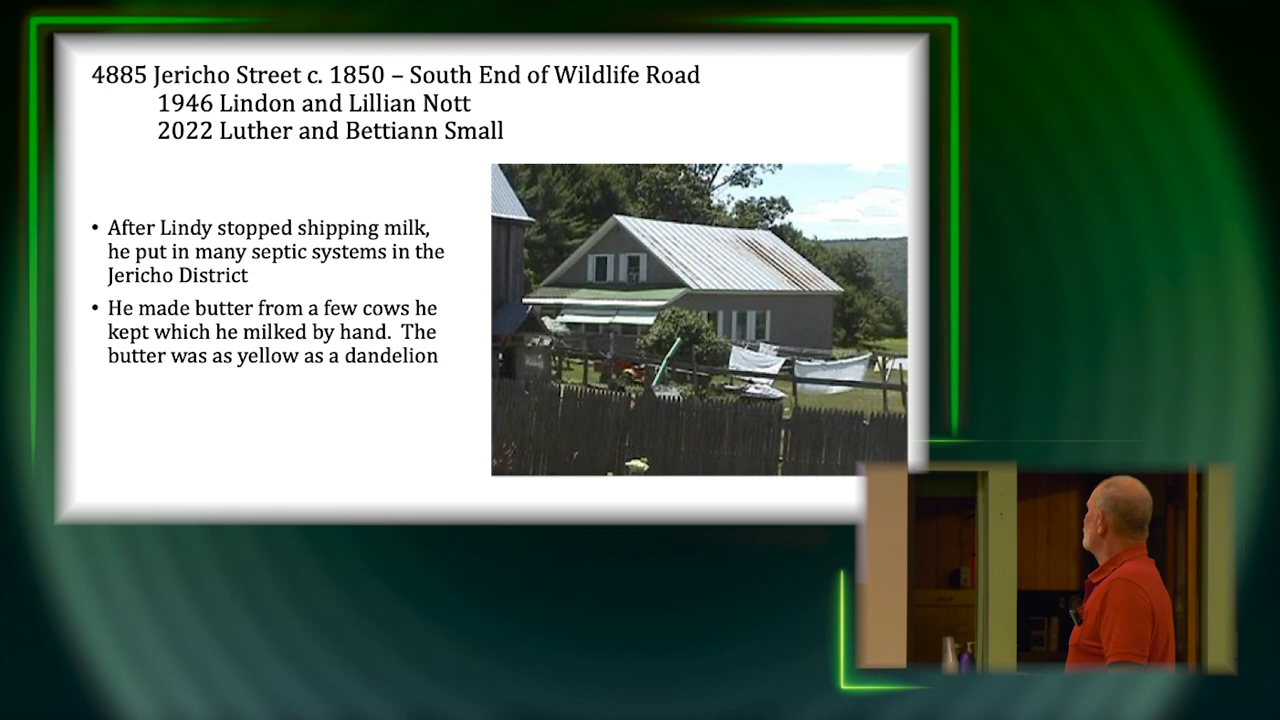 4885 Jericho Street c. 1850 – South End of Wildlife Road
1946 Lindon and Lillian Nott
2022 Luther and Bettiann Small
• After Lindy stopped shipping milk,
he put in many septic systems in the
Jericho District
• He made butter from a few cows he
kept which he milked by hand.  The
butter was as yellow as a dandelion